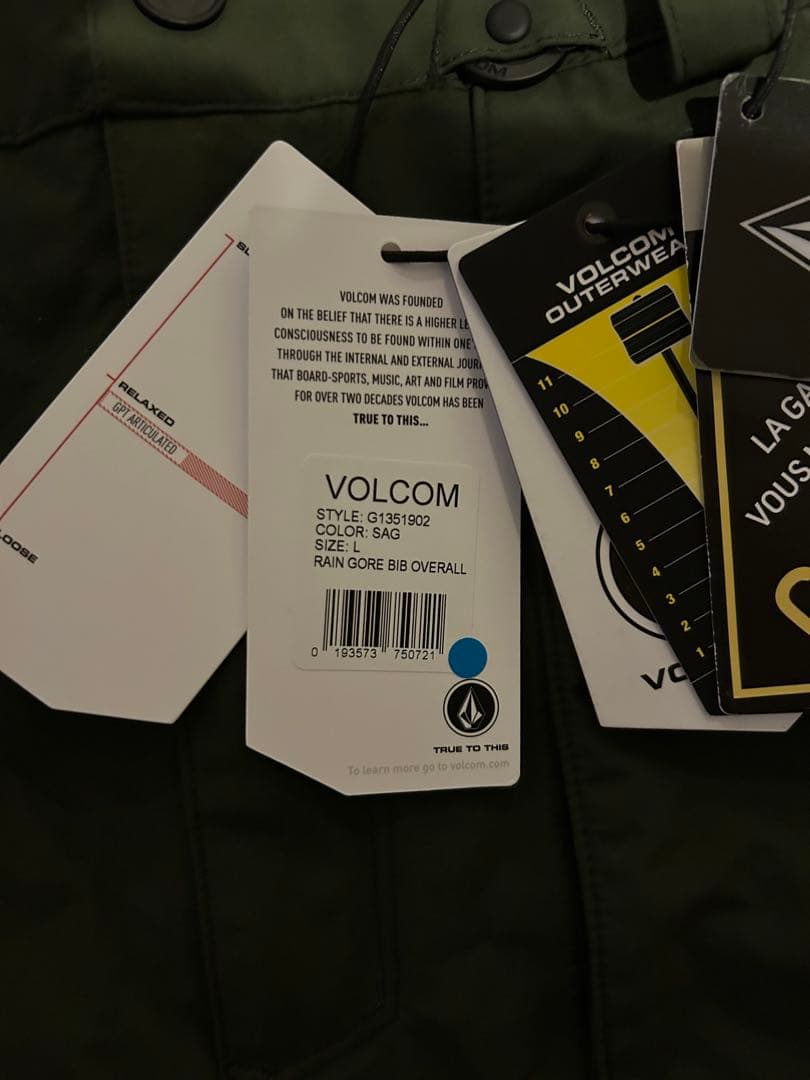 RELAXED
GPT ARTICULATED
LOOSE
VOLCOM WAS FOUNDED
ON THE BELIEF THAT THERE IS A HIGHER
CONSCIOUSNESS TO BE FOUND WITHIN ONE
THROUGH THE INTERNAL AND EXTERNAL
THAT BOARD-SPORTS, MUSIC, ART AND FILM
FOR OVER TWO DECADES VOLCOM HAS BEEN
TRUE TO THIS...
VOLCOM
STYLE: G1351902
COLOR: SAG
SIZE: L
RAIN GORE BIB OVERALL
0 193573 750721
TRUE TO THIS
To learn more go to volcom.com
VOLCOM
OUTERWEA
11
10
9
8
7
6
5
4
3
2
1
VO
LA GA
VOUS